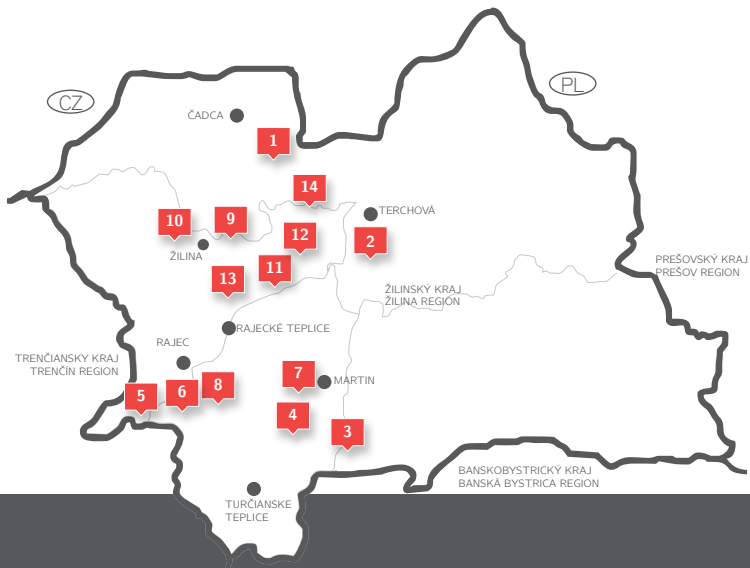 CZ
PL
ČADCA
1
14
10
9
TERCHOVÁ
12
2
ŽILINA
11
13
PREŠOVSKÝ KRAJ
PREŠOV REGION
ŽILINSKÝ KRAJ
ŽILINA REGIÓN
RAJECKÉ TEPLICE
RAJEC
TRENČIANSKY KRAJ
TRENČÍN REGION
7
MARTIN
5
6
8
4
3
BANSKOBYSTRICKÝ KRAJ
BANSKÁ BYSTRICA REGION
TURČIANSKE
TEPLICE